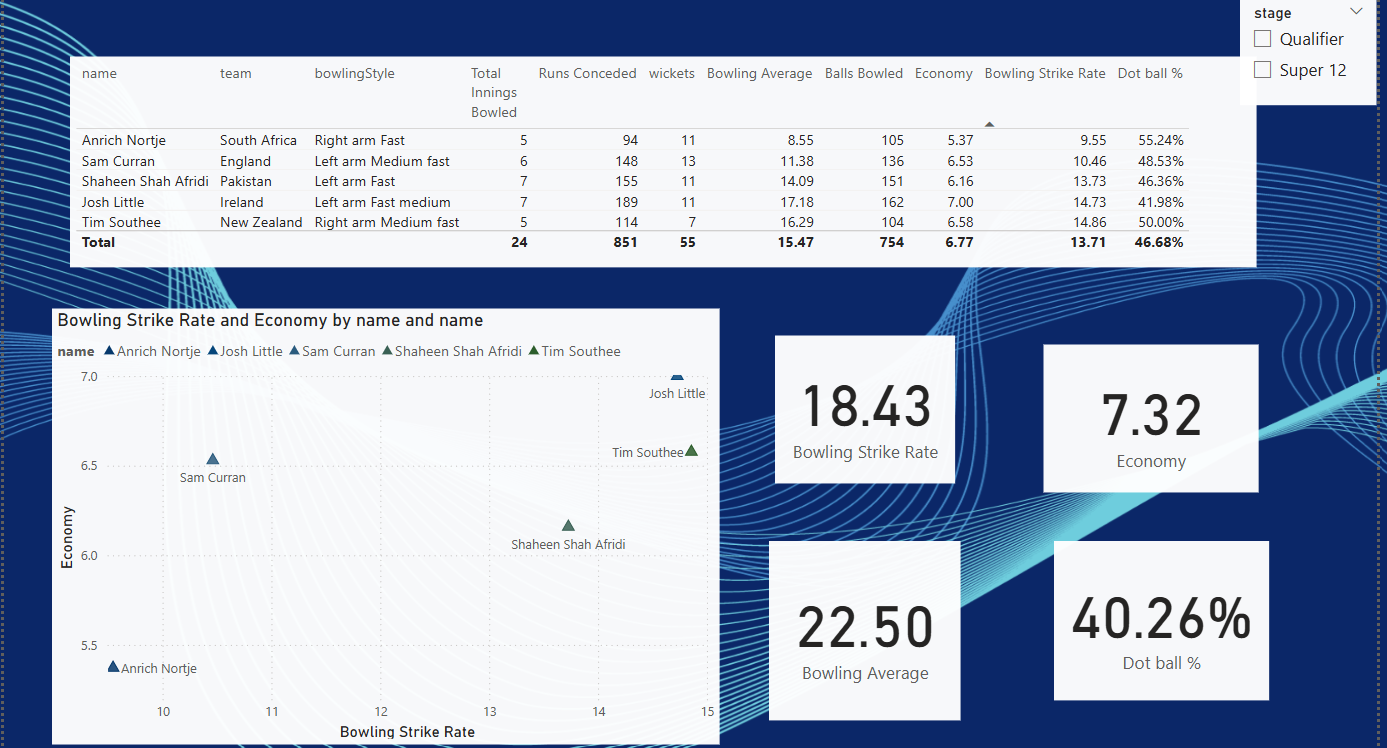 stage
Qualifier
Super 12
name team bowlingStyle Total Innings Bowled Runs Conceded wickets Bowling Average Balls Bowled Economy Bowling Strike Rate Dot ball %
Anrich Nortje South Africa Right arm Fast 5 94 11 8.55 105 5.37 9.55 55.24%
Sam Curran England Left arm Medium fast 6 148 13 11.38 136 6.53 10.46 48.53%
Shaheen Shah Afridi Pakistan Left arm Fast 7 155 11 14.09 151 6.16 13.73 46.36%
Josh Little Ireland Left arm Fast medium 7 189 11 17.18 162 7.00 14.73 41.98%
Tim Southee New Zealand Right arm Medium fast 5 114 7 16.29 104 6.58 14.86 50.00%
Total 24 851 55 15.47 754 6.77 13.71 46.68%
Bowling Strike Rate and Economy by name and name
name Anrich Nortje Josh Little Sam Curran Shaheen Shah Afridi Tim Southee
7.0
Josh Little
Tim Southee
6.5
Sam Curran
Economy
Shaheen Shah Afridi
6.0
5.5
Anrich Nortje
10 11 12 13 14 15
Bowling Strike Rate
18.43
Bowling Strike Rate
7.32
Economy
22.50
Bowling Average
40.26%
Dot ball %